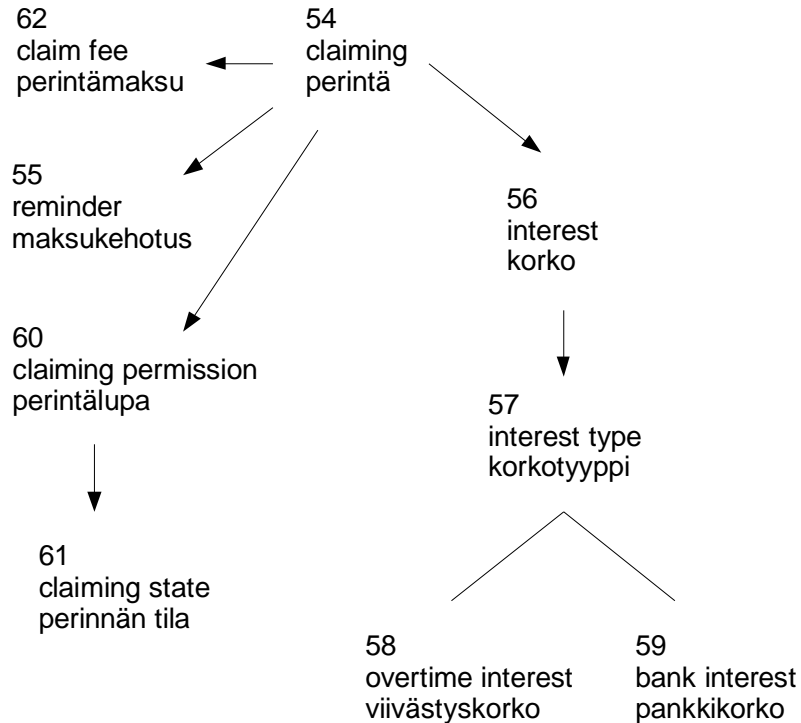 62
claim fee
perintämaksu
54
claiming
perintä
55
reminder
maksukehotus
56
interest
korko
60
claiming permission
perintälupa
57
interest type
korkotyyppi
61
claiming state
perinnän tila
58
overtime interest
viivästyskorko
59
bank interest
pankkikorko